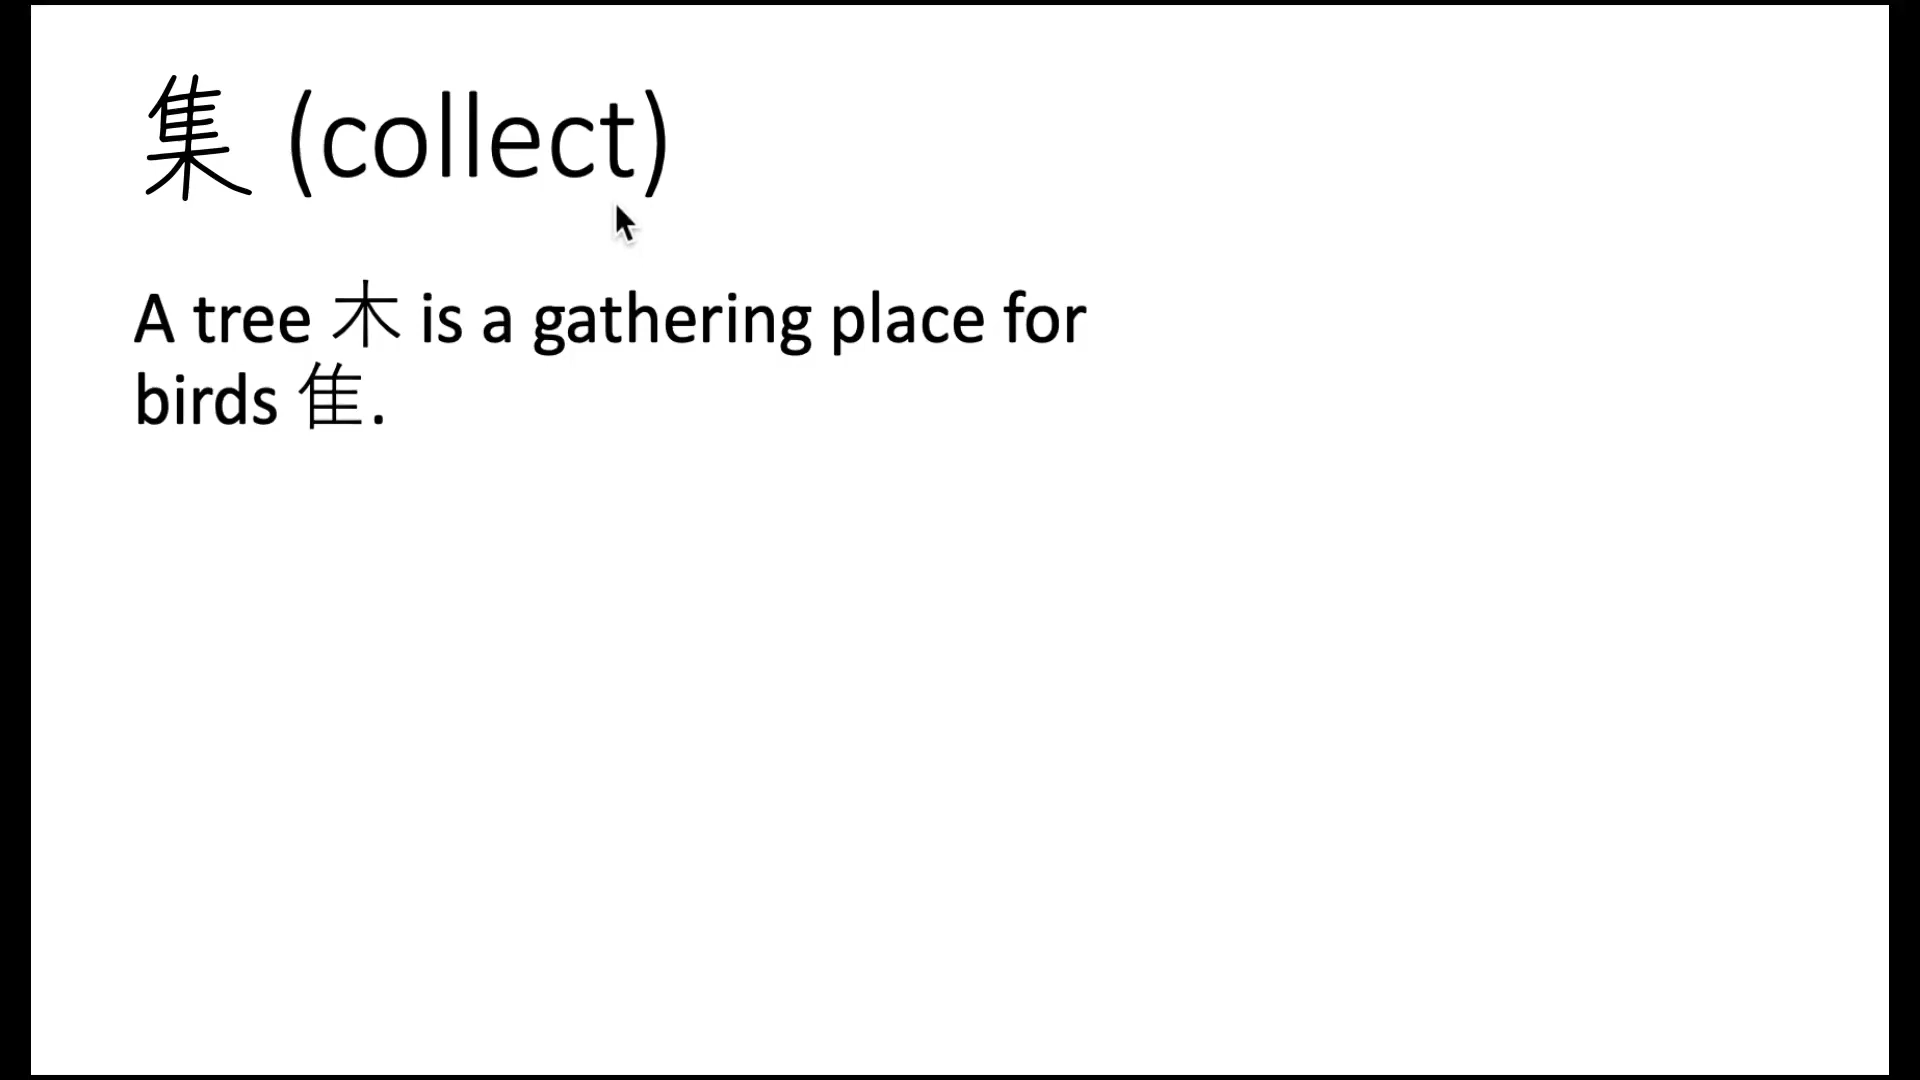 集 (collect)
A tree 木 is a gathering place for
birds 隹.